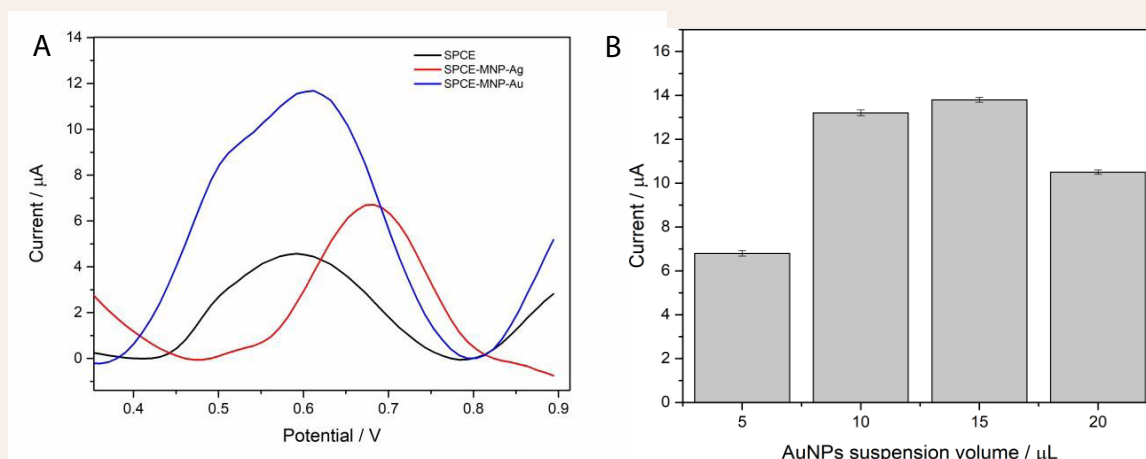 A
14
12
10
8
6
4
2
0
Current / μA
SPCE
SPCE-MNP-Ag
SPCE-MNP-Au
0.4 0.5 0.6 0.7 0.8 0.9
Potential / V
B
16
14
12
10
8
6
4
2
0
Current / μA
5 10 15 20
AuNPs suspension volume / μL